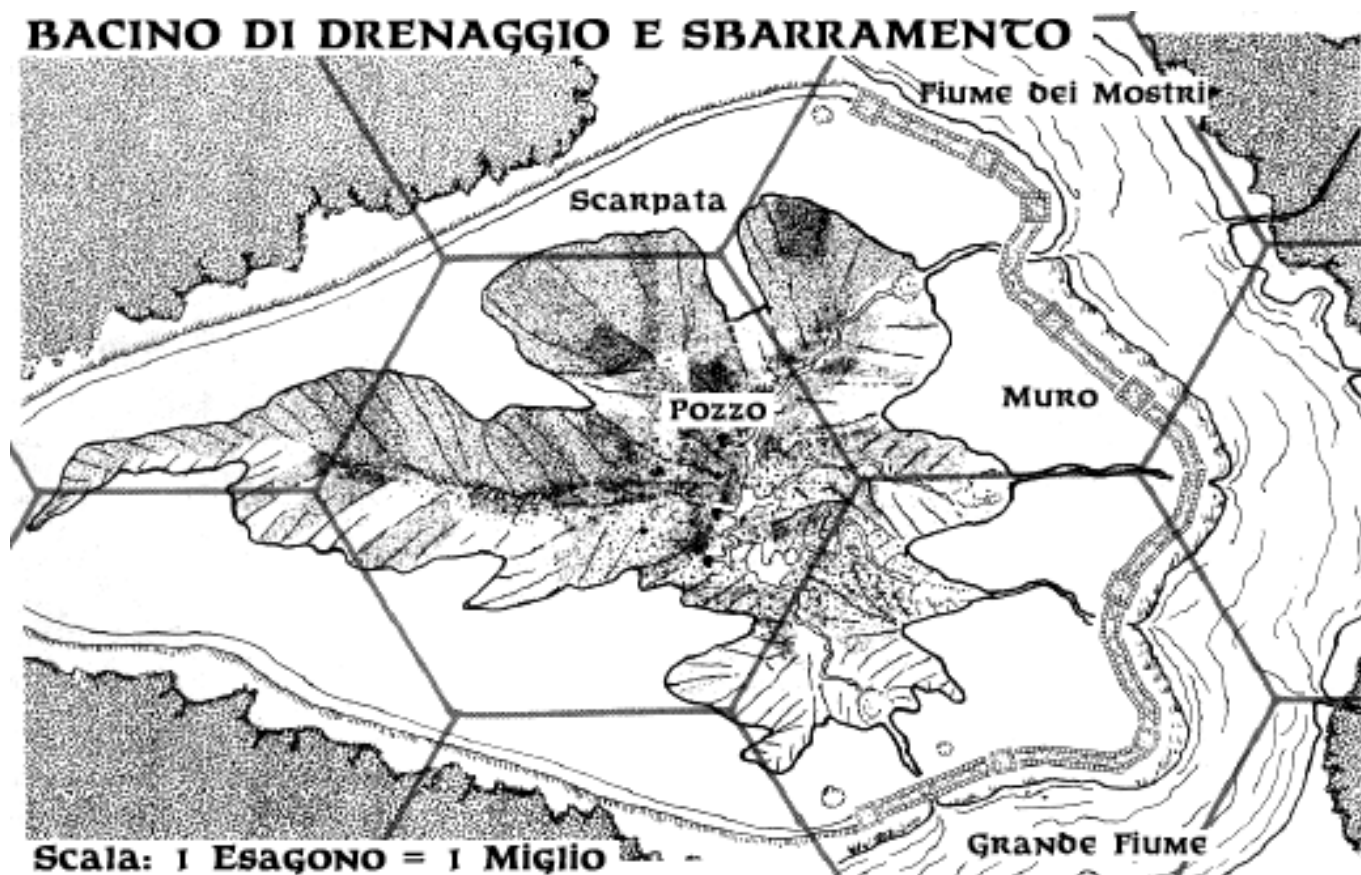 BACINO DI DRENAGGIO E SBARRAMENTO
Fiume dei Mostri
Scarpata
Muro
Pozzo
Grande Fiume
Scala: 1 Esagono = 1 Miglio